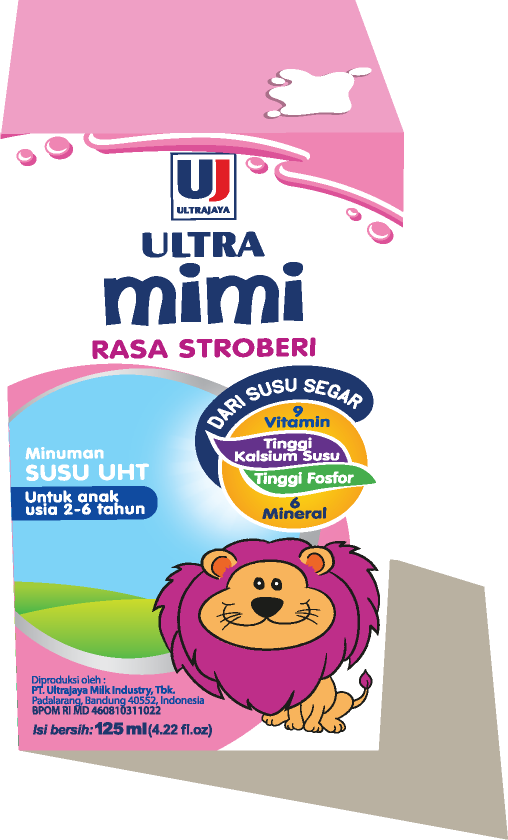 UJ
ULTRAJAYA
ULTRA
mimi
RASA STROBERI
DARI SUSU SEGAR
9
Vitamin
Tinggi
Kalsium Susu
Tinggi Fosfor
6
Mineral
Minuman
SUSU UHT
Untuk anak
usia 2-6 tahun
Diproduksi oleh :
PT. Ultrajaya Milk Industry, Tbk.
Padalarang, Bandung 40552, Indonesia
BPOM RI MD 460810311022
Isi bersih: 125 ml (4.22 fl.oz)